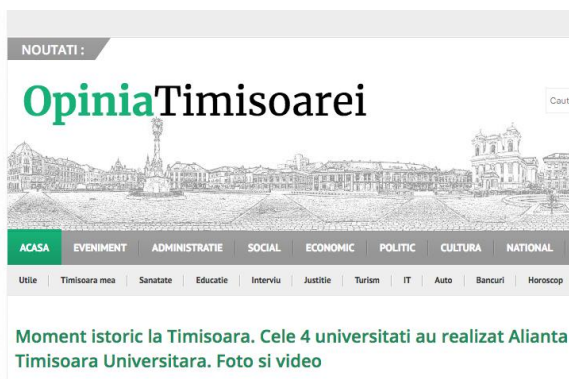 NOUTATI :
OpiniaTimisoarei
Caut
ACASA EVENIMENT ADMINISTRATIE SOCIAL ECONOMIC POLITIC CULTURA NATIONAL
Utile Timisoara mea Sanatate Educatie Interviu Justitie Turism IT Auto Bancuri Horoscop
Moment istoric la Timisoara. Cele 4 universitati au realizat Alianta
Timisoara Universitara. Foto si video